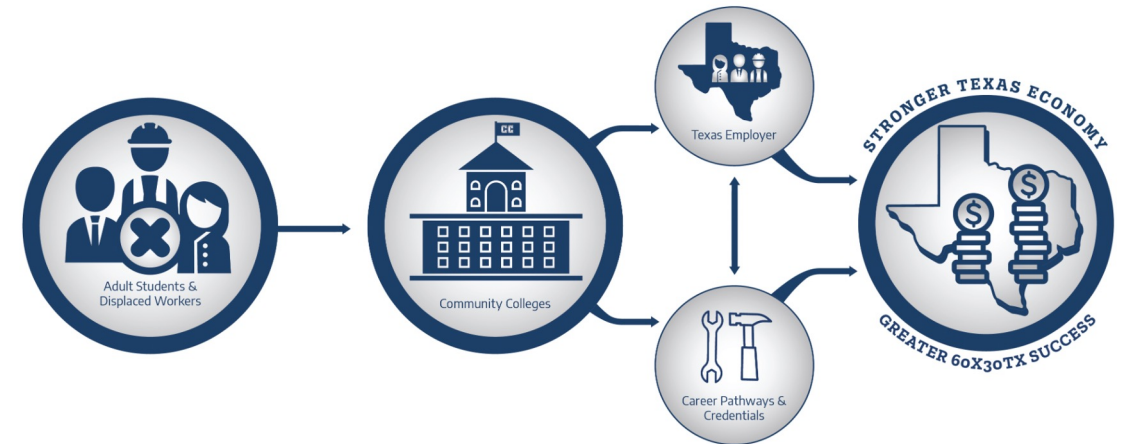 Adult Students &
Displaced Workers
CC
Community Colleges
Texas Employer
Career Pathways &
Credentials
STRONGER TEXAS ECONOMY
$
$
GREATER 60X30TX SUCCESS